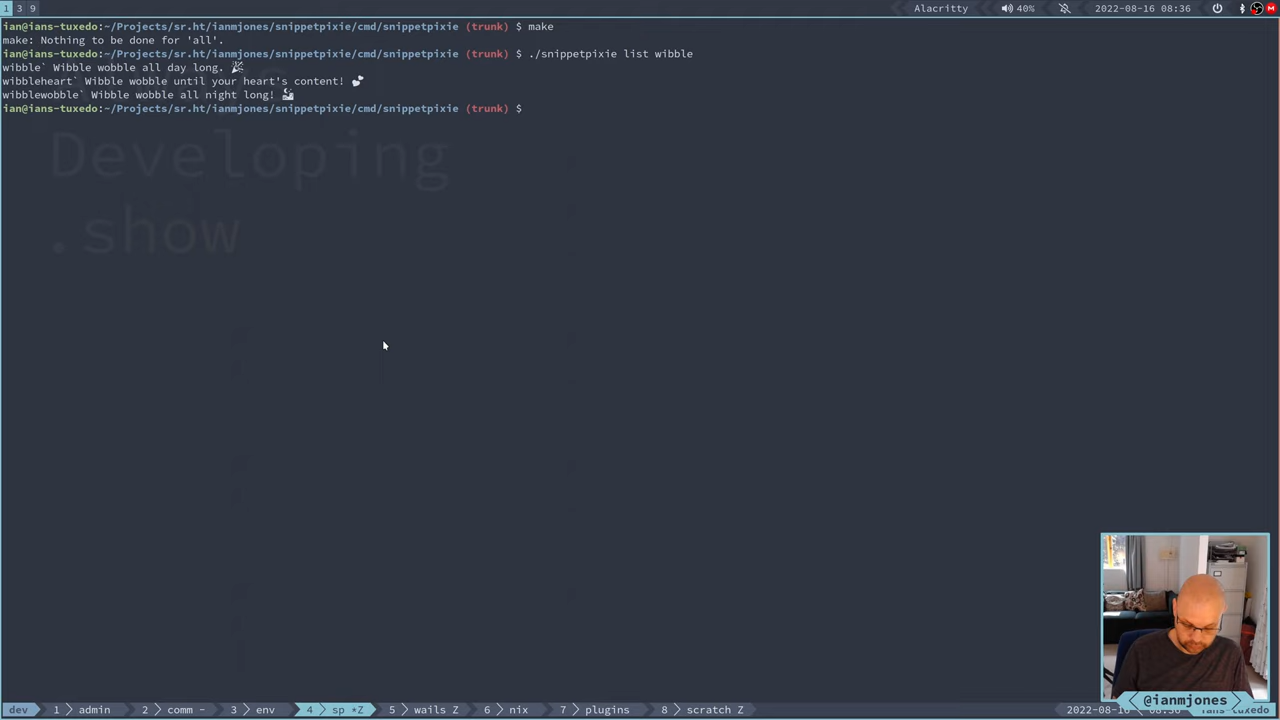 1 3 9 Alacritty 40% 2022-08-16 08:36
ian@ians-tuxedo:~/Projects/sr.ht/ianmjones/snippetpixie/cmd/snippetpixie (trunk) $ make
make: Nothing to be done for 'all'.
ian@ians-tuxedo:~/Projects/sr.ht/ianmjones/snippetpixie/cmd/snippetpixie (trunk) $ ./snippetpixie list wibble
wibble` Wibble wobble all day long. 🎉
wibbleheart` Wibble wobble until your heart's content! 💕
wibblewobble` Wibble wobble all night long!
ian@ians-tuxedo:~/Projects/sr.ht/ianmjones/snippetpixie/cmd/snippetpixie (trunk) $
Developing
.show
@ianmjones
dev 1 admin 2 comm - 3 env 4 sp *Z 5 wails Z 6 nix 7 plugins 8 scratch Z 2022-08-16